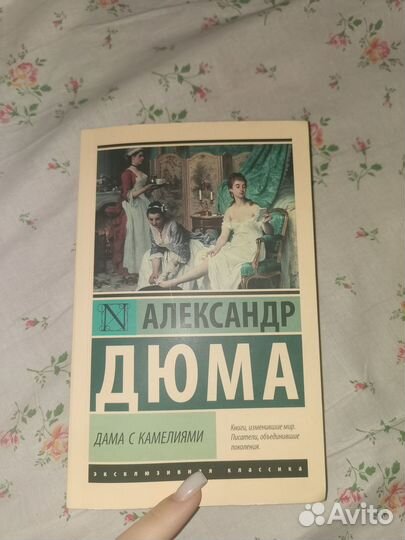 N АЛЕКСАНДР
ДЮМА
ДАМА С КАМЕЛИЯМИ
Книги, изменившие мир.
Писатели, объединившие
поколения.
эксклюзивная классика
Avito